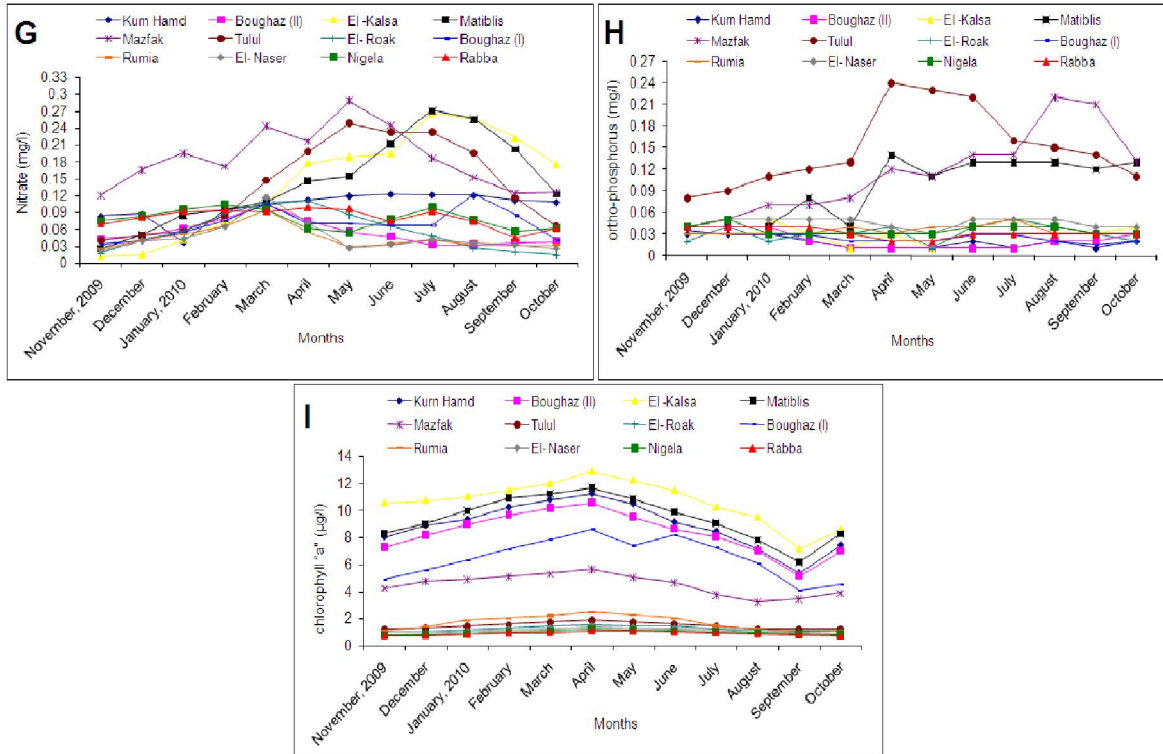 G
Kum Hamd Boughaz (II) El-Kalsa Matiblis
Mazfak Tulul El-Roak Boughaz (I)
Rumia El-Naser Nigela Rabba
Nitrate (mg/l)
0.33
0.3
0.27
0.24
0.21
0.18
0.15
0.12
0.09
0.06
0.03
0
November, 2009
December
January, 2010
February
March
April
May
June
July
August
September
October
Months
H
Kum Hamd Boughaz (II) El-Kalsa Matiblis
Mazfak Tulul El-Roak Boughaz (I)
Rumia El-Naser Nigela Rabba
ortho-phosphorus (mg/l)
0.27
0.24
0.21
0.18
0.15
0.12
0.09
0.06
0.03
0
November, 2009
December
January, 2010
February
March
April
May
June
July
August
September
October
Months
I
Kum Hamd Boughaz (II) El-Kalsa Matiblis
Mazfak Tulul El-Roak Boughaz (I)
Rumia El-Naser Nigela Rabba
chlorophyll "a" (µg/l)
14
12
10
8
6
4
2
0
November, 2009
December
January, 2010
February
March
April
May
June
July
August
September
October
Months